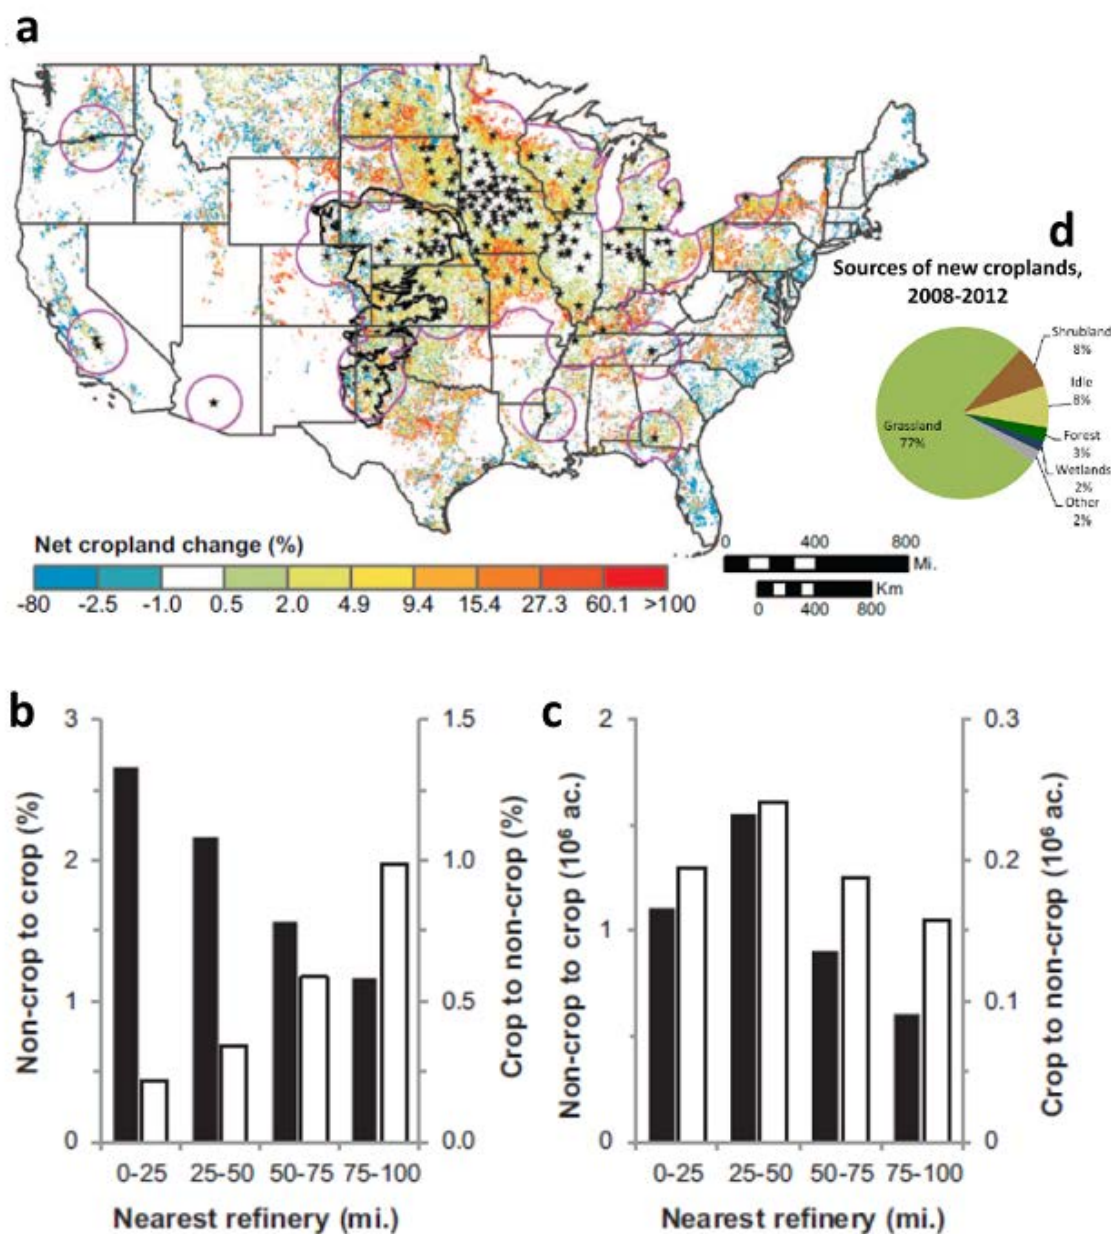 a
d
Sources of new croplands,
2008-2012
Shrubland
8%
Idle
8%
Grassland
77%
Forest
3%
Wetlands
2%
Other
2%
Net cropland change (%)
-80 -2.5 -1.0 0.5 2.0 4.9 9.4 15.4 27.3 60.1 >100
0 400 800
Mi.
Km
0 400 800
b
Non-crop to crop (%)
3
2
1
0
1.5
1.0
0.5
0.0
Crop to non-crop (%)
0-25 25-50 50-75 75-100
Nearest refinery (mi.)
c
Non-crop to crop (10⁶ ac.)
2
1
0
0.3
0.2
0.1
0
Crop to non-crop (10⁶ ac.)
0-25 25-50 50-75 75-100
Nearest refinery (mi.)